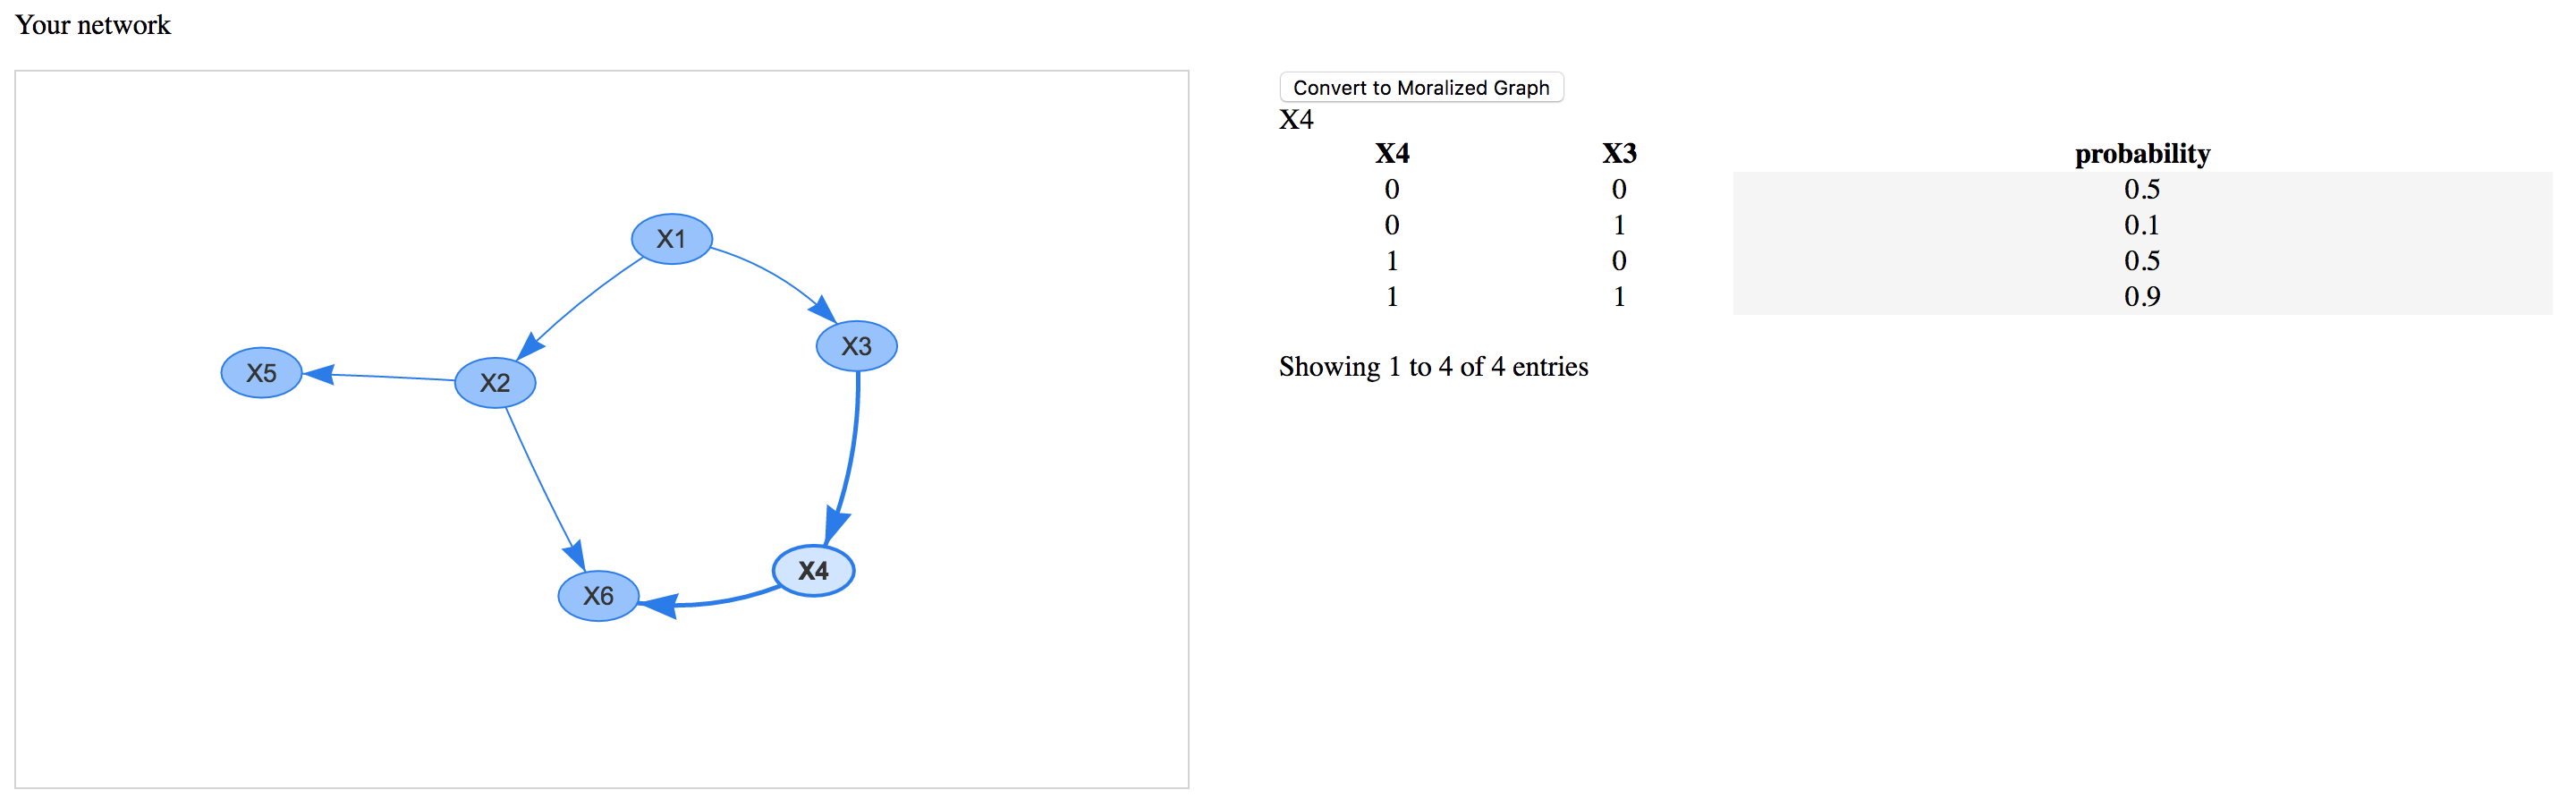 Your network
Convert to Moralized Graph
X4
X4 X3 probability
0 0 0.5
0 1 0.1
1 0 0.5
1 1 0.9
Showing 1 to 4 of 4 entries
X1
X3
X5
X2
X4
X6